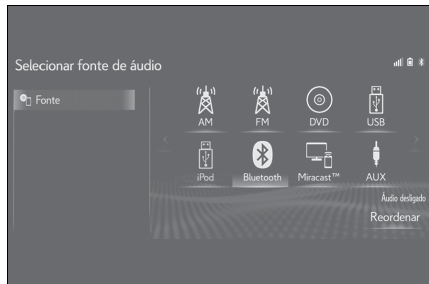 Selecionar fonte de áudio
Fonte
AM
FM
DVD
USB
iPod
Bluetooth
Miracast™
AUX
Áudio desligado
Reordenar